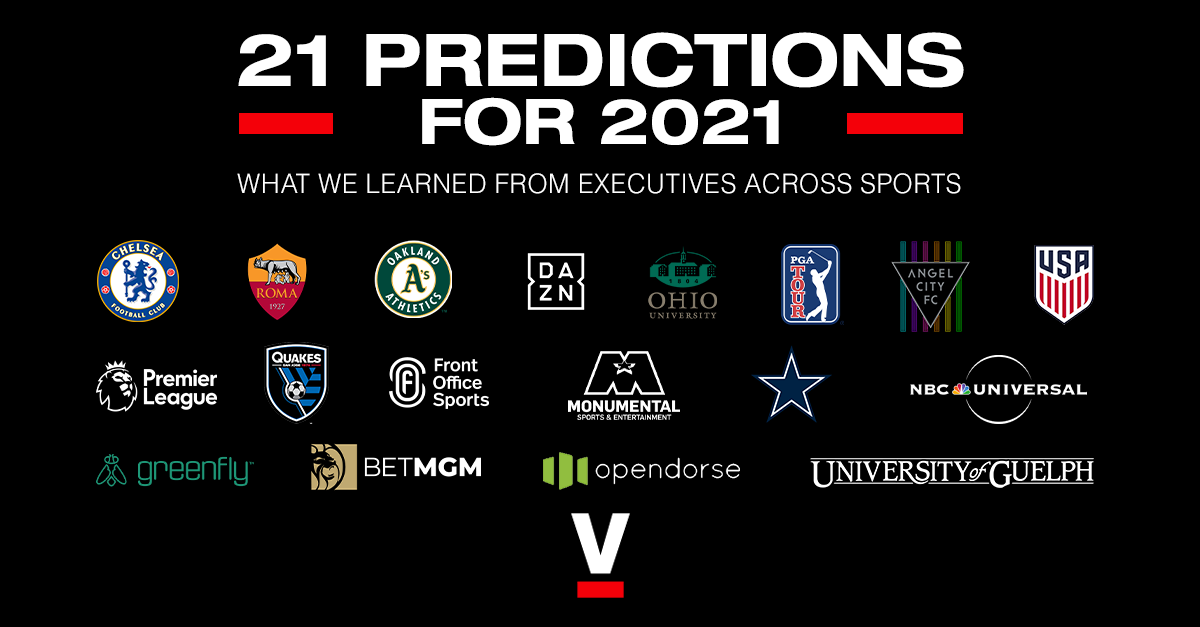 21 PREDICTIONS
FOR 2021
WHAT WE LEARNED FROM EXECUTIVES ACROSS SPORTS
CHELSEA
FOOTBALL CLUB
ROMA
1927
OAKLAND
A's
ATHLETICS
DA
ZN
1804
OHIO
UNIVERSITY
PGA
TOUR
ANGEL
CITY
FC
USA
Premier
League
QUAKES
SAN JOSE 1974
Front
Office
Sports
MONUMENTAL
SPORTS & ENTERTAINMENT
NBC UNIVERSAL
greenfly™
BETMGM
opendorse
UNIVERSITY of GUELPH
V